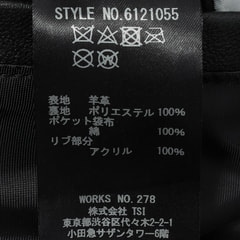 STYLE NO.6121055
表地 羊革
裏地 ポリエステル 100%
ポケット袋布
綿 100%
リブ部分
アクリル 100%
WORKS NO.278
株式会社 TSI
東京都渋谷区代々木2-2-1
小田急サザンタワー6階